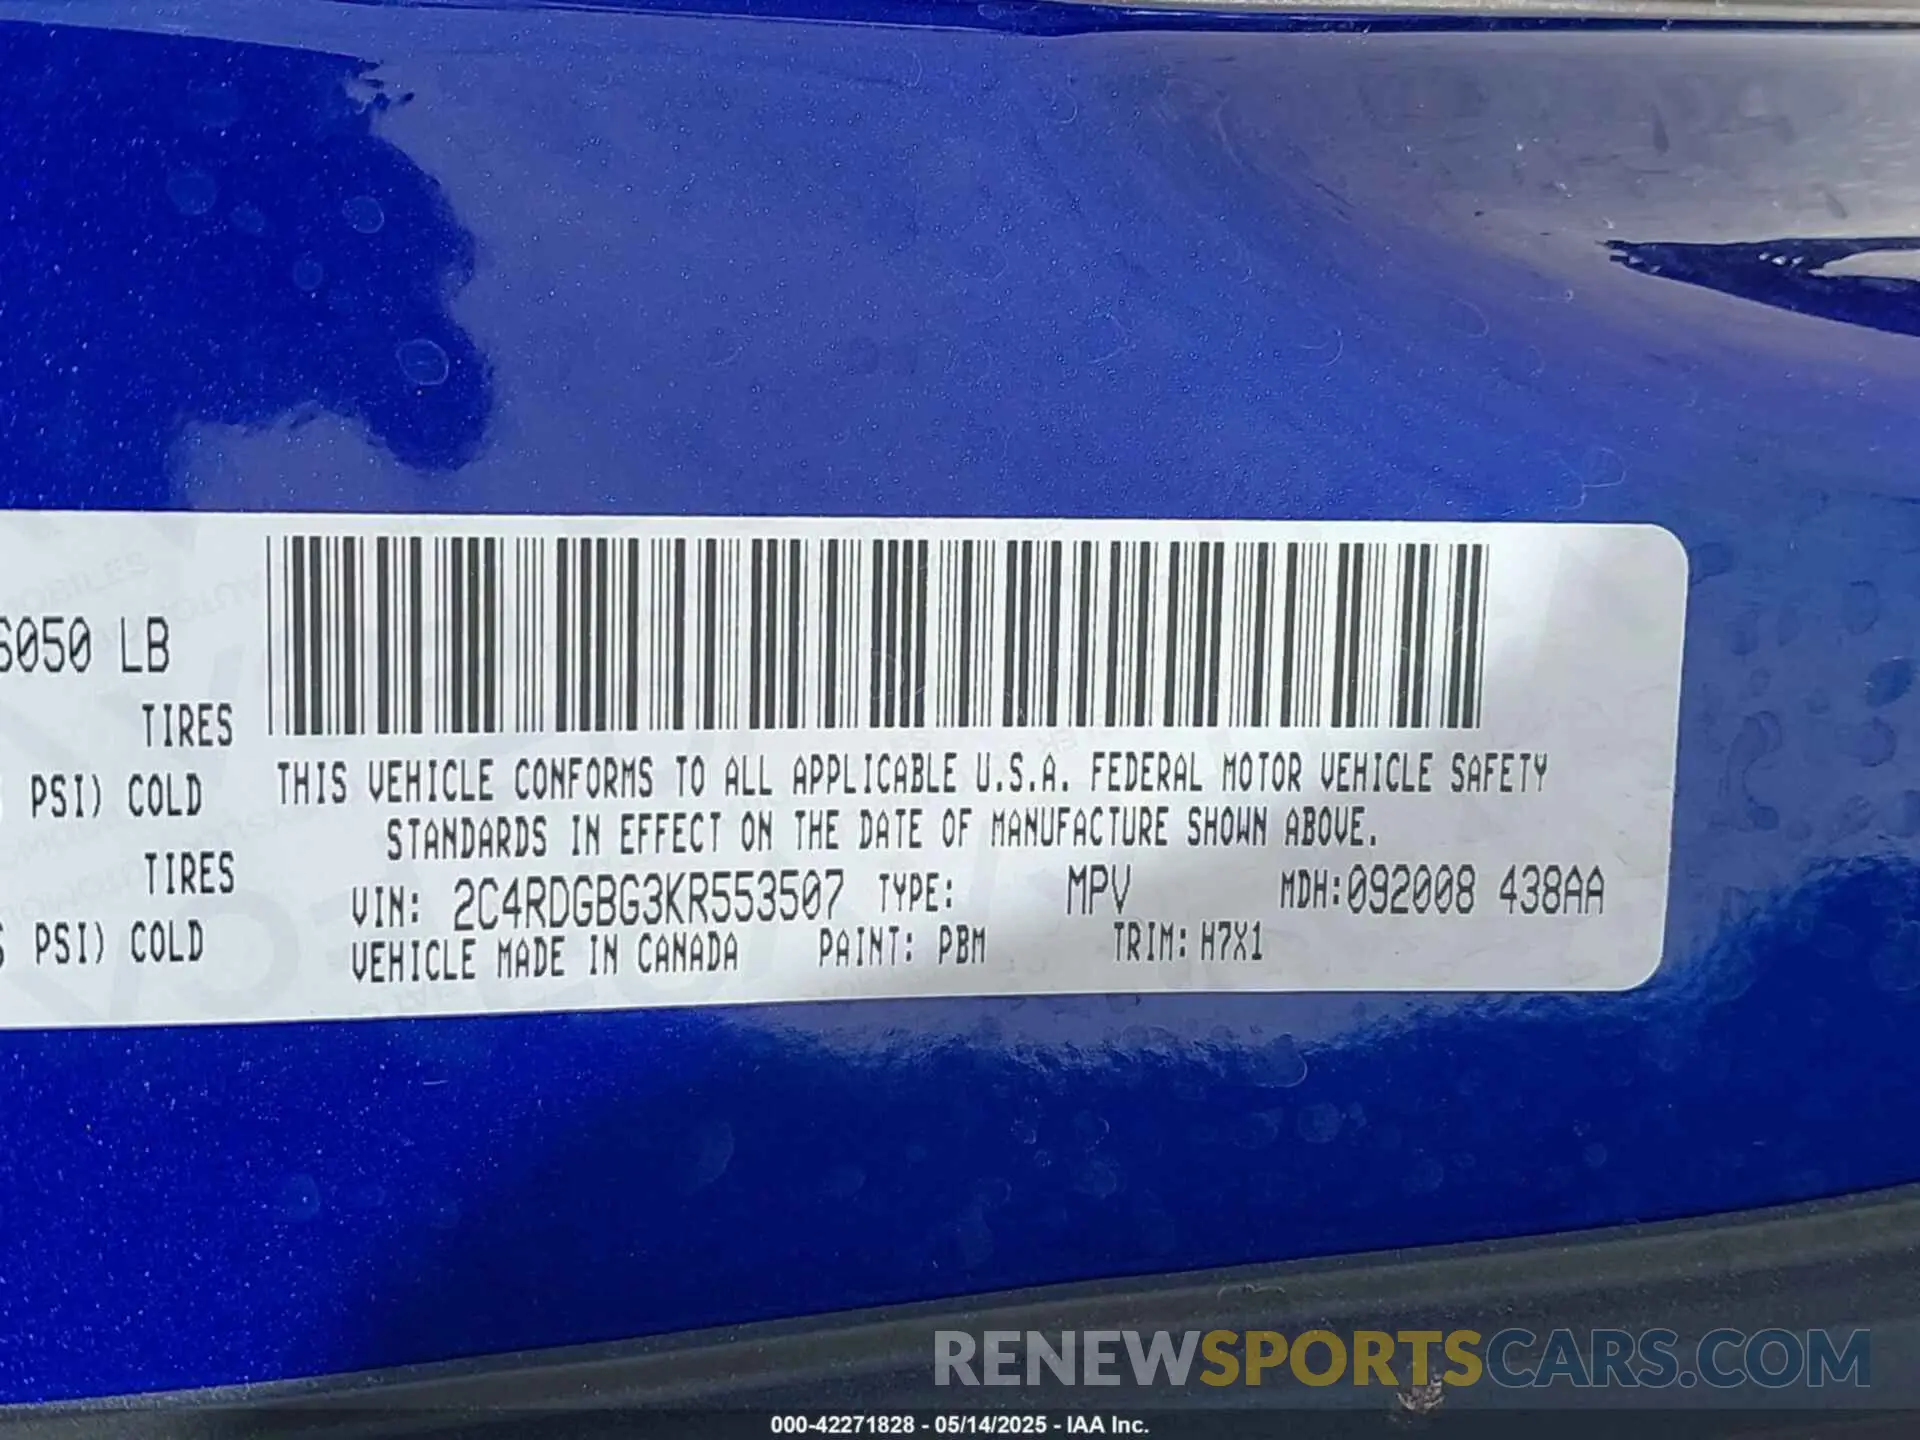 6050 LB
TIRES
PSI) COLD
TIRES
PSI) COLD
THIS VEHICLE CONFORMS TO ALL APPLICABLE U.S.A. FEDERAL MOTOR VEHICLE SAFETY
STANDARDS IN EFFECT ON THE DATE OF MANUFACTURE SHOWN ABOVE.
VIN: 2C4RDGBG3KR553507 TYPE: MPV MDH:092008 438AA
VEHICLE MADE IN CANADA PAINT: PBM TRIM: H7X1
RENEWSPORTSCARS.COM
000-42271828 - 05/14/2025 - IAA Inc.